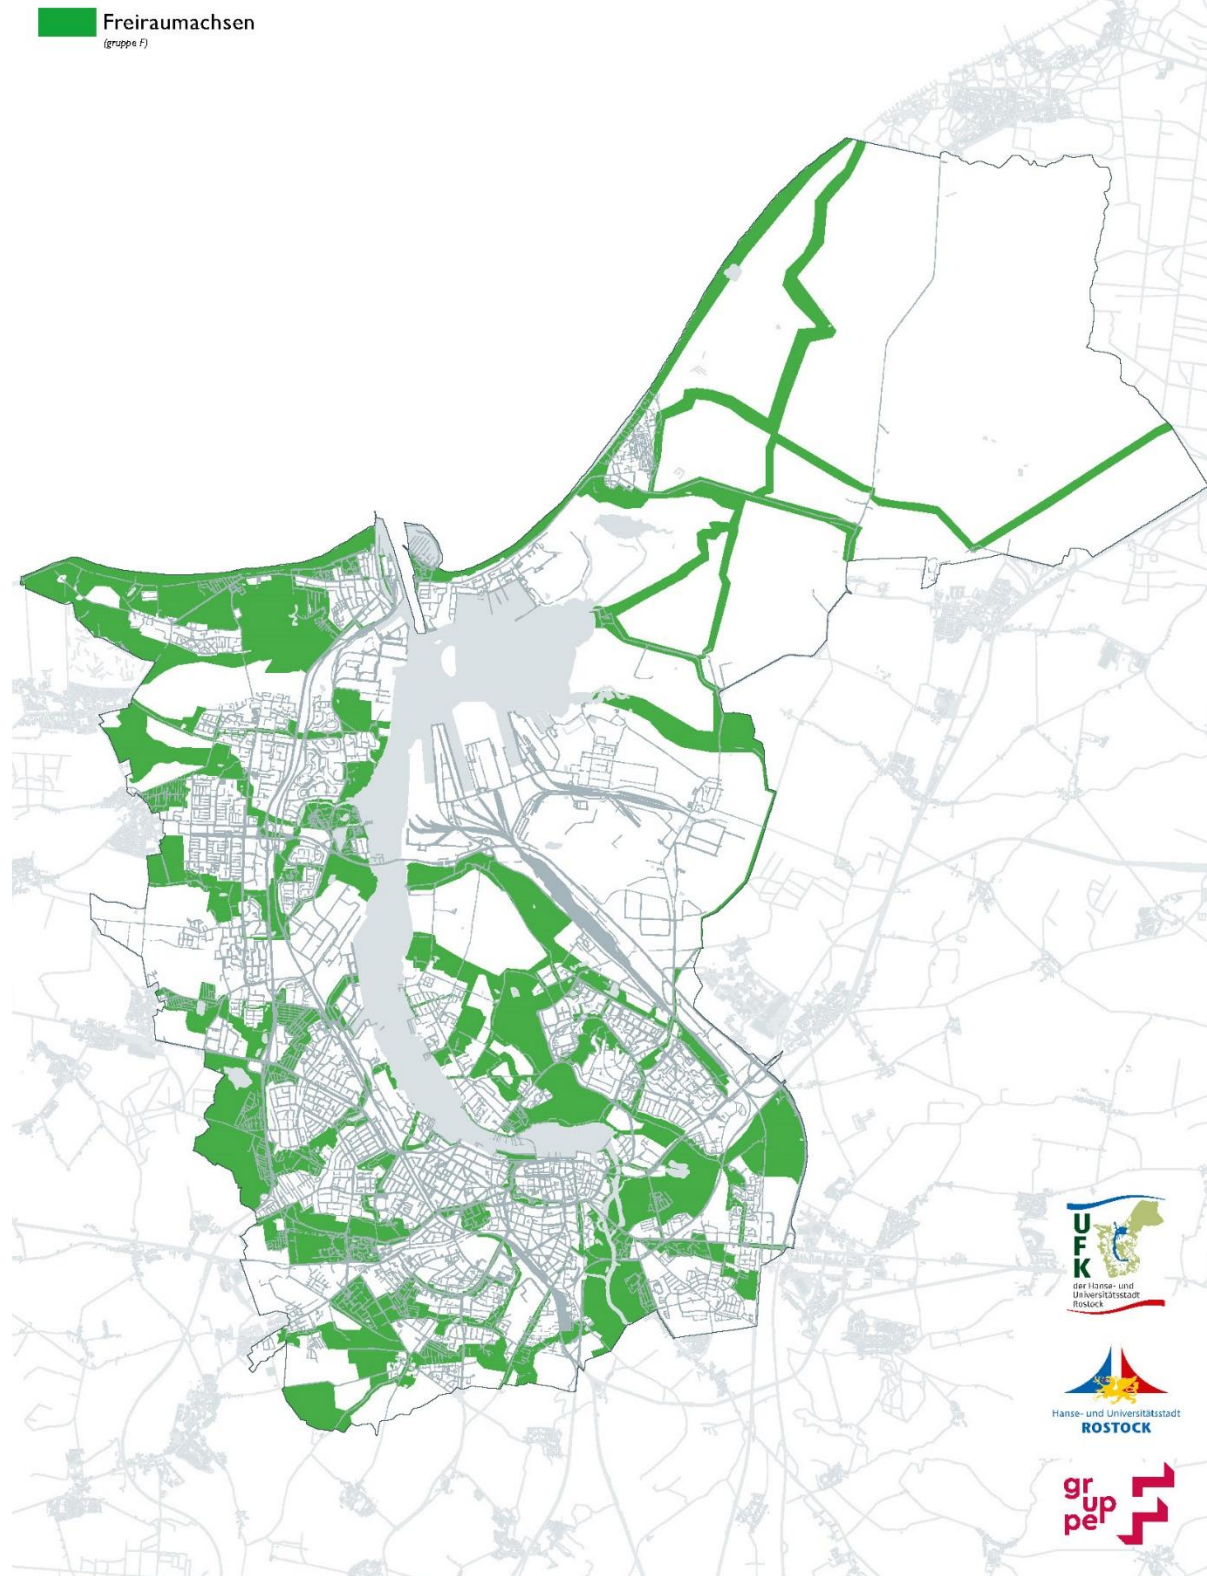 Freiraumachsen
(gruppe F)
UFK
der Hanse- und
Universitätsstadt
Rostock
Hanse- und Universitätsstadt
ROSTOCK
gr
up
pe